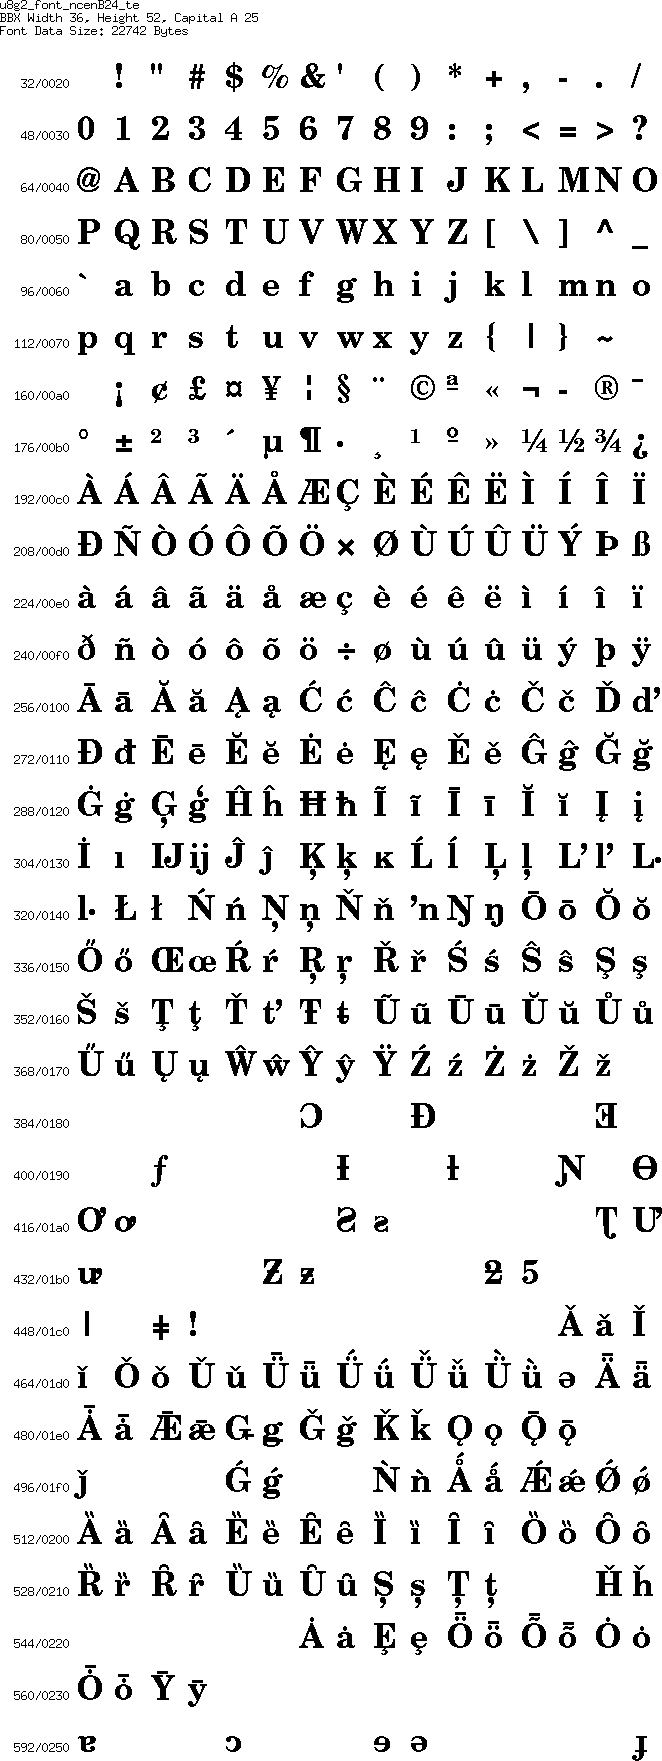 u8g2_font_ncenB24_te
BBX Width 36, Height 52, Capital A 25
Font Data Size: 22742 Bytes
32/0020 ! " # $ % & ' ( ) * + , - . /
48/0030 0 1 2 3 4 5 6 7 8 9 : ; < = > ?
64/0040 @ A B C D E F G H I J K L M N O
80/0050 P Q R S T U V W X Y Z [ \ ] ^ _
96/0060 ` a b c d e f g h i j k l m n o
112/0070 p q r s t u v w x y z { | } ~
160/00a0 ¡ ¢ £ ¤ ¥ ¦ § ¨ © ª « ¬ - ® ¯
176/00b0 ° ± ² ³ ´ µ ¶ · ¸ ¹ º » ¼ ½ ¾ ¿
192/00c0 À Á Â Ã Ä Å Æ Ç È É Ê Ë Ì Í Î Ï
208/00d0 Ð Ñ Ò Ó Ô Õ Ö × Ø Ù Ú Û Ü Ý Þ ß
224/00e0 à á â ã ä å æ ç è é ê ë ì í î ï
240/00f0 ð ñ ò ó ô õ ö ÷ ø ù ú û ü ý þ ÿ
256/0100 Ā ā Ă ă Ą ą Ć ć Ĉ ĉ Ċ ċ Č č Ď ď
272/0110 Đ đ Ē ē Ĕ ĕ Ė ė Ę ę Ě ě Ĝ ĝ Ğ ğ
288/0120 Ġ ġ Ģ ģ Ĥ ĥ Ħ ħ Ĩ ĩ Ī ī Ĭ ĭ Į į
304/0130 İ ı IJ ij Ĵ ĵ Ķ ķ ĸ Ĺ ĺ Ļ ļ Ľ ľ Ŀ
320/0140 ŀ Ł ł Ń ń Ņ ņ Ň ň ŉ Ŋ ŋ Ō ō Ŏ ŏ
336/0150 Ő ő Œ œ Ŕ ŕ Ŗ ŗ Ř ř Ś ś Ŝ ŝ Ş ş
352/0160 Š š Ţ ţ Ť ť Ŧ ŧ Ũ ũ Ū ū Ŭ ŭ Ů ů
368/0170 Ű ű Ų ų Ŵ ŵ Ŷ ŷ Ÿ Ź ź Ż ż Ž ž
384/0180 Ɔ Ɖ Ǝ
400/0190 ƒ Ɨ ƚ Ɲ Ɵ
416/01a0 Ơ ơ Ƨ ƨ Ʈ Ư
432/01b0 ư Ƶ ƶ ƻ 5
448/01c0 ǀ ǂ ǃ Ǎ ǎ Ǐ
464/01d0 ǐ Ǒ ǒ Ǔ ǔ Ǖ ǖ Ǘ ǘ Ǚ ǚ Ǜ ǜ ǝ Ǟ ǟ
480/01e0 Ǡ ǡ Ǣ ǣ Ǥ ǥ Ǧ ǧ Ǩ ǩ Ǫ ǫ Ǭ ǭ
496/01f0 ǰ Ǵ ǵ Ǹ ǹ Ǻ ǻ Ǽ ǽ Ǿ ǿ
512/0200 Ȁ ȁ Ȃ ȃ Ȅ ȅ Ȇ ȇ Ȉ ȉ Ȋ ȋ Ȍ ȍ Ȏ ȏ
528/0210 Ȑ ȑ Ȓ ȓ Ȕ ȕ Ȗ ȗ Ș ș Ț ț Ȟ ȟ
544/0220 Ȧ ȧ Ȩ ȩ Ȫ ȫ Ȭ ȭ Ȯ ȯ
560/0230 Ȱ ȱ Ȳ ȳ
592/0250 ɐ ɔ ɘ ə ɟ